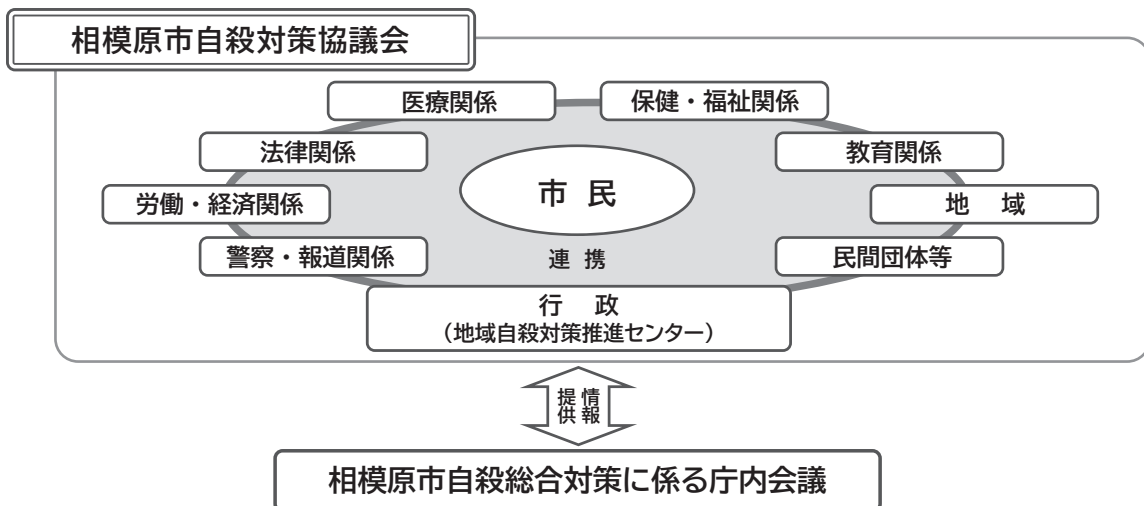 相模原市自殺対策協議会
医療関係
保健・福祉関係
法律関係
教育関係
市 民
労働・経済関係
地　域
警察・報道関係
連 携
民間団体等
行　政
（地域自殺対策推進センター）
情報
提供
相模原市自殺総合対策に係る庁内会議